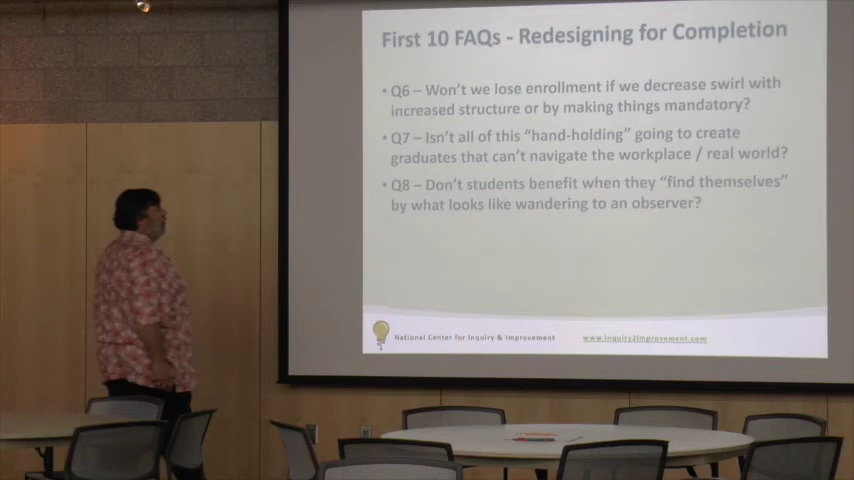 First 10 FAQs - Redesigning for Completion
• Q6 – Won't we lose enrollment if we decrease swirl with
increased structure or by making things mandatory?
• Q7 – Isn't all of this "hand-holding" going to create
graduates that can't navigate the workplace / real world?
• Q8 – Don't students benefit when they "find themselves"
by what looks like wandering to an observer?
National Center for Inquiry & Improvement www.inquiry2improvement.com